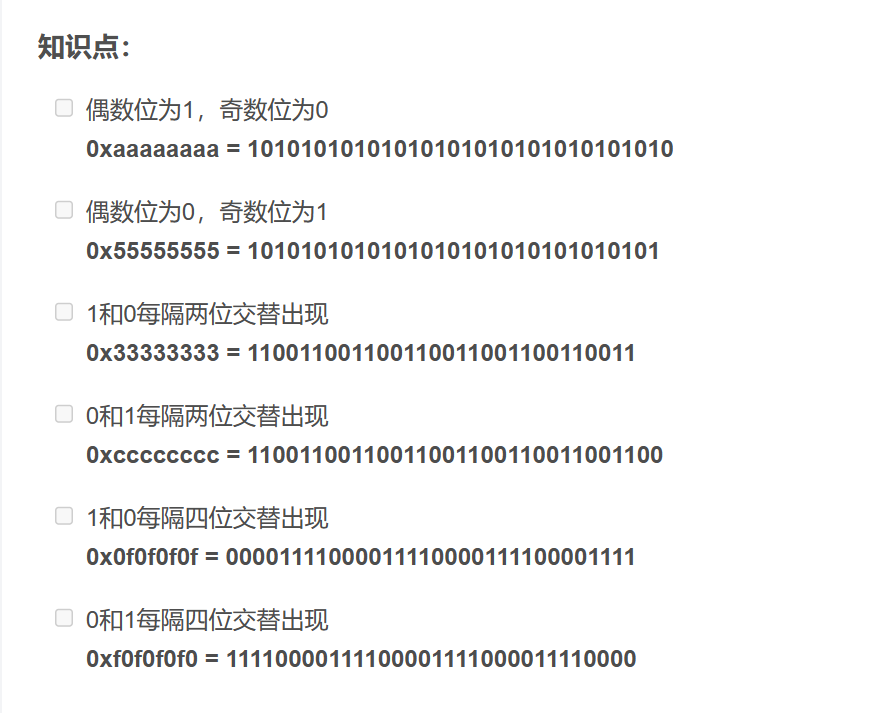 知识点：
偶数位为1，奇数位为0
0xaaaaaaaa = 10101010101010101010101010101010
偶数位为0，奇数位为1
0x55555555 = 1010101010101010101010101010101
1和0每隔两位交替出现
0x33333333 = 110011001100110011001100110011
0和1每隔两位交替出现
0xcccccccc = 11001100110011001100110011001100
1和0每隔四位交替出现
0x0f0f0f0f = 00001111000011110000111100001111
0和1每隔四位交替出现
0xf0f0f0f0 = 11110000111100001111000011110000